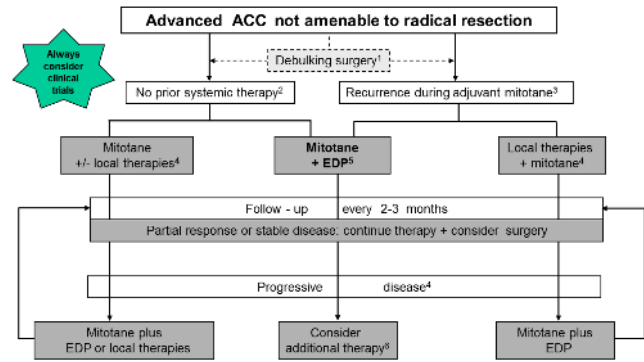 Advanced ACC not amenable to radical resection
Always
consider
clinical
trials
Debulking surgery¹
No prior systemic therapy²
Recurrence during adjuvant mitotane³
Mitotane
+/- local therapies⁴
Mitotane
+ EDP⁵
Local therapies
+ mitotane⁴
Follow - up every 2-3 months
Partial response or stable disease: continue therapy + consider surgery
Progressive disease⁴
Mitotane plus
EDP or local therapies
Consider
additional therapy⁶
Mitotane plus
EDP